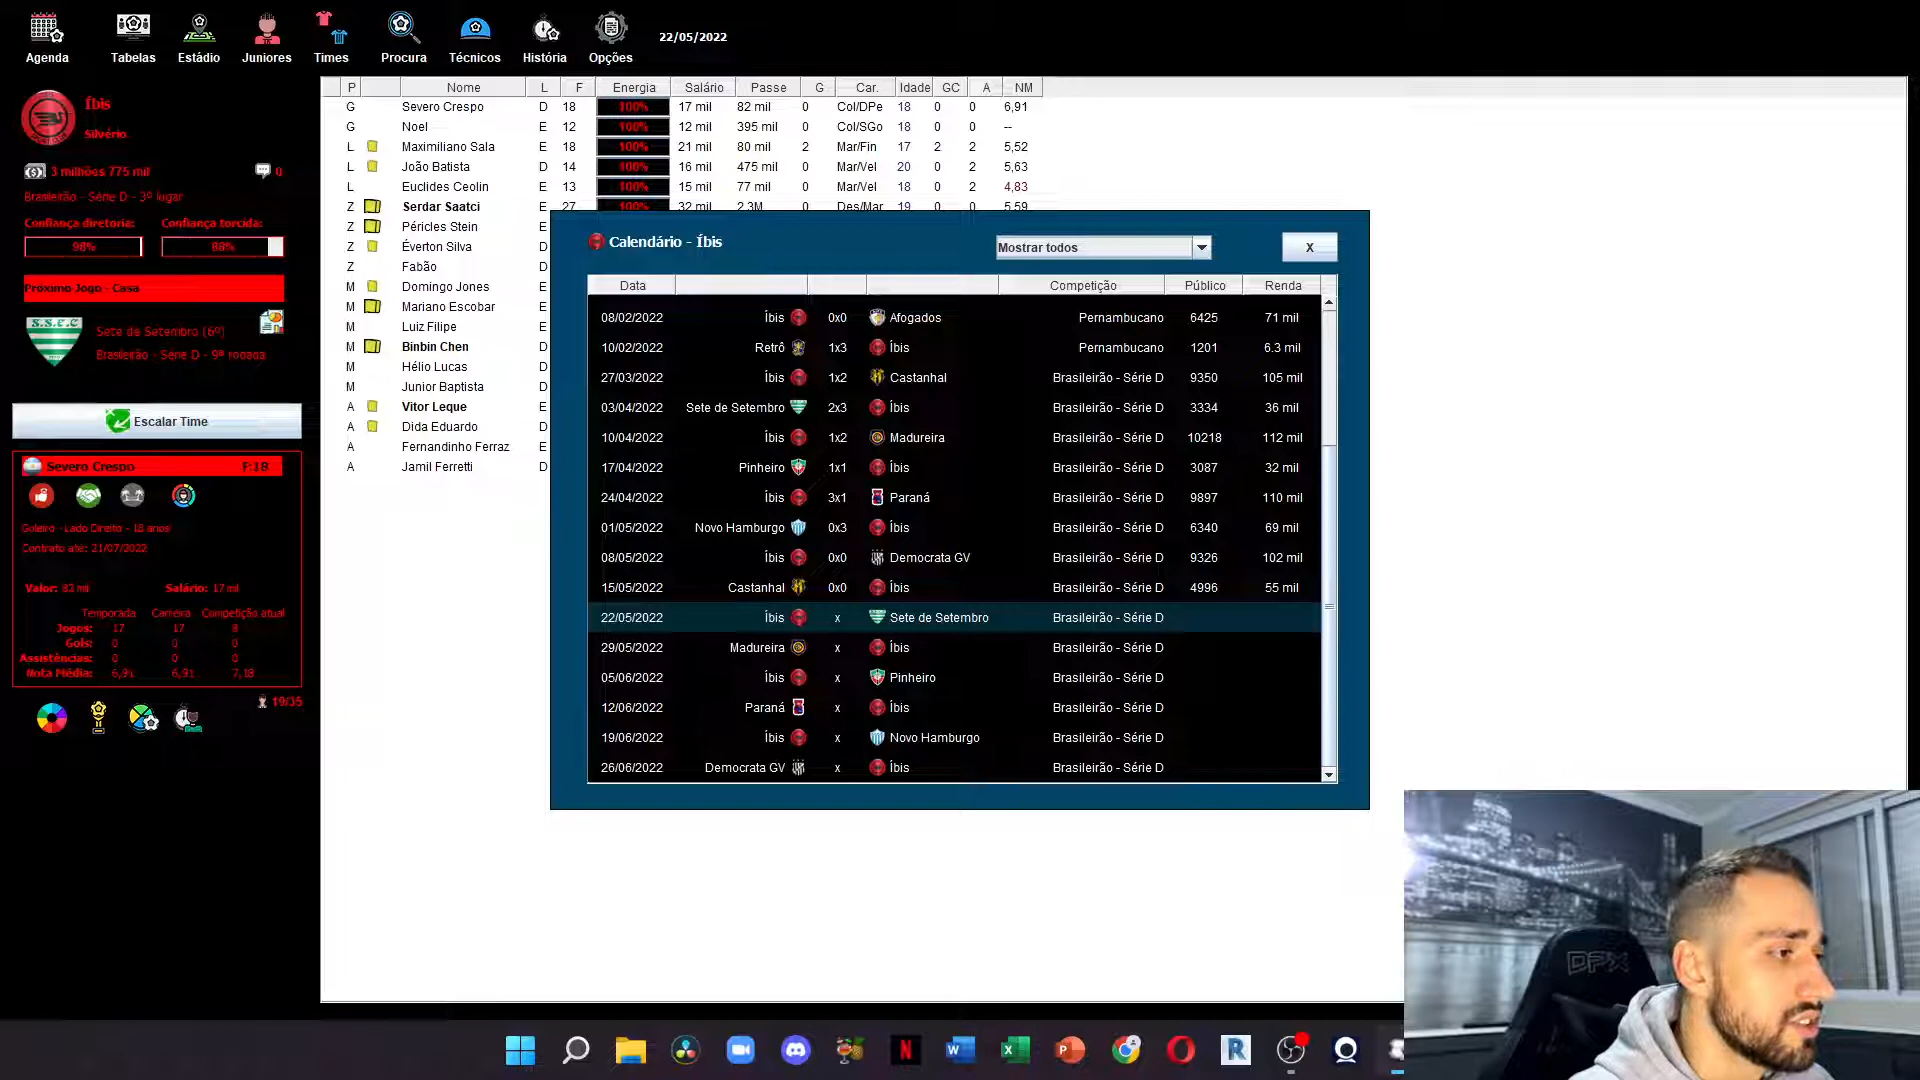 Agenda Tabelas Estádio Juniores Times Procura Técnicos História Opções 22/05/2022
Íbis
Silvério
3 milhões 775 mil 0
Brasileirão - Série D - 3º lugar
Confiança diretoria: Confiança torcida:
98% 88%
Próximo Jogo - Casa
S.S.E.C
Sete de Setembro (6º)
Brasileirão - Série D - 9ª rodada
Escalar Time
Severo Crespo F:18
Goleiro - Lado Direito - 18 anos
Contrato até: 21/07/2022
Valor: 82 mil Salário: 17 mil
Temporada Carreira Competição atual
Jogos: 17 17 8
Gols: 0 0 0
Assistências: 0 0 0
Nota Média: 6,91 6,91 7,18
19/35
P Nome L F Energia Salário Passe G Car. Idade GC A NM
G Severo Crespo D 18 100% 17 mil 82 mil 0 Col/DPe 18 0 0 6,91
G Noel E 12 100% 12 mil 395 mil 0 Col/SGo 18 0 0 --
L Maximiliano Sala E 18 100% 21 mil 80 mil 2 Mar/Fin 17 2 2 5,52
L João Batista D 14 100% 16 mil 475 mil 0 Mar/Vel 20 0 2 5,63
L Euclides Ceolin E 13 100% 15 mil 77 mil 0 Mar/Vel 18 0 2 4,83
Z Serdar Saatci E 27 100% 32 mil 2.3M 0 Des/Mar 19 0 0 5,59
Z Péricles Stein E
Z Éverton Silva D
Z Fabão D
M Domingo Jones E
M Mariano Escobar E
M Luiz Filipe E
M Binbin Chen D
M Hélio Lucas D
M Junior Baptista D
A Vitor Leque E
A Dida Eduardo D
A Fernandinho Ferraz E
A Jamil Ferretti D
Calendário - Íbis Mostrar todos X
Data Competição Público Renda
08/02/2022 Íbis 0x0 Afogados Pernambucano 6425 71 mil
10/02/2022 Retrô 1x3 Íbis Pernambucano 1201 6.3 mil
27/03/2022 Íbis 1x2 Castanhal Brasileirão - Série D 9350 105 mil
03/04/2022 Sete de Setembro 2x3 Íbis Brasileirão - Série D 3334 36 mil
10/04/2022 Íbis 1x2 Madureira Brasileirão - Série D 10218 112 mil
17/04/2022 Pinheiro 1x1 Íbis Brasileirão - Série D 3087 32 mil
24/04/2022 Íbis 3x1 Paraná Brasileirão - Série D 9897 110 mil
01/05/2022 Novo Hamburgo 0x3 Íbis Brasileirão - Série D 6340 69 mil
08/05/2022 Íbis 0x0 Democrata GV Brasileirão - Série D 9326 102 mil
15/05/2022 Castanhal 0x0 Íbis Brasileirão - Série D 4996 55 mil
22/05/2022 Íbis x Sete de Setembro Brasileirão - Série D
29/05/2022 Madureira x Íbis Brasileirão - Série D
05/06/2022 Íbis x Pinheiro Brasileirão - Série D
12/06/2022 Paraná x Íbis Brasileirão - Série D
19/06/2022 Íbis x Novo Hamburgo Brasileirão - Série D
26/06/2022 Democrata GV x Íbis Brasileirão - Série D
DPX
N W X P R